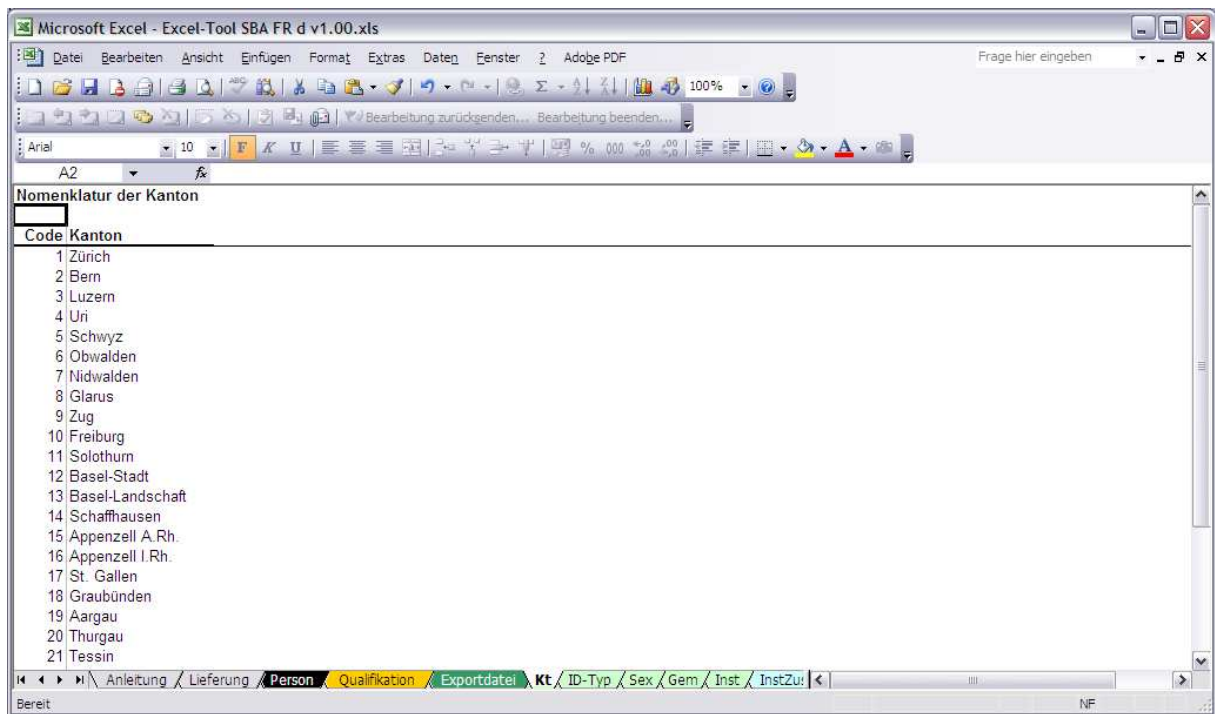 Microsoft Excel - Excel-Tool SBA FR d v1.00.xls
Datei Bearbeiten Ansicht Einfügen Format Extras Daten Fenster ? Adobe PDF Frage hier eingeben
100%
Bearbeitung zurücksenden... Bearbeitung beenden...
Arial 10 F K U % 000
A2 fx
Nomenklatur der Kanton
Code Kanton
1 Zürich
2 Bern
3 Luzern
4 Uri
5 Schwyz
6 Obwalden
7 Nidwalden
8 Glarus
9 Zug
10 Freiburg
11 Solothurn
12 Basel-Stadt
13 Basel-Landschaft
14 Schaffhausen
15 Appenzell A.Rh.
16 Appenzell I.Rh.
17 St. Gallen
18 Graubünden
19 Aargau
20 Thurgau
21 Tessin
Anleitung Lieferung Person Qualifikation Exportdatei Kt ID-Typ Sex Gem Inst InstZu
Bereit NF